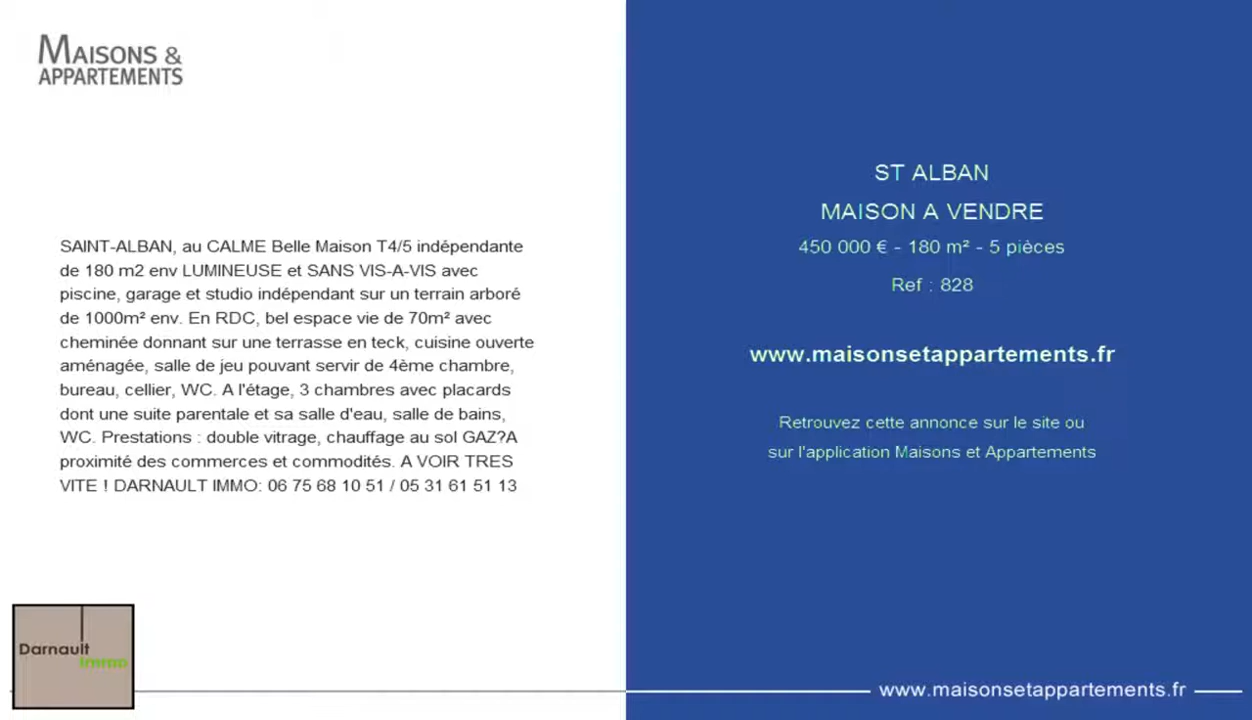 MAISONS &
APPARTEMENTS
SAINT-ALBAN, au CALME Belle Maison T4/5 indépendante
de 180 m2 env LUMINEUSE et SANS VIS-A-VIS avec
piscine, garage et studio indépendant sur un terrain arboré
de 1000m² env. En RDC, bel espace vie de 70m² avec
cheminée donnant sur une terrasse en teck, cuisine ouverte
aménagée, salle de jeu pouvant servir de 4ème chambre,
bureau, cellier, WC. A l'étage, 3 chambres avec placards
dont une suite parentale et sa salle d'eau, salle de bains,
WC. Prestations : double vitrage, chauffage au sol GAZ?A
proximité des commerces et commodités. A VOIR TRES
VITE ! DARNAULT IMMO: 06 75 68 10 51 / 05 31 61 51 13
Darnault
immo
ST ALBAN
MAISON A VENDRE
450 000 € - 180 m² - 5 pièces
Ref : 828
www.maisonsetappartements.fr
Retrouvez cette annonce sur le site ou
sur l'application Maisons et Appartements
www.maisonsetappartements.fr